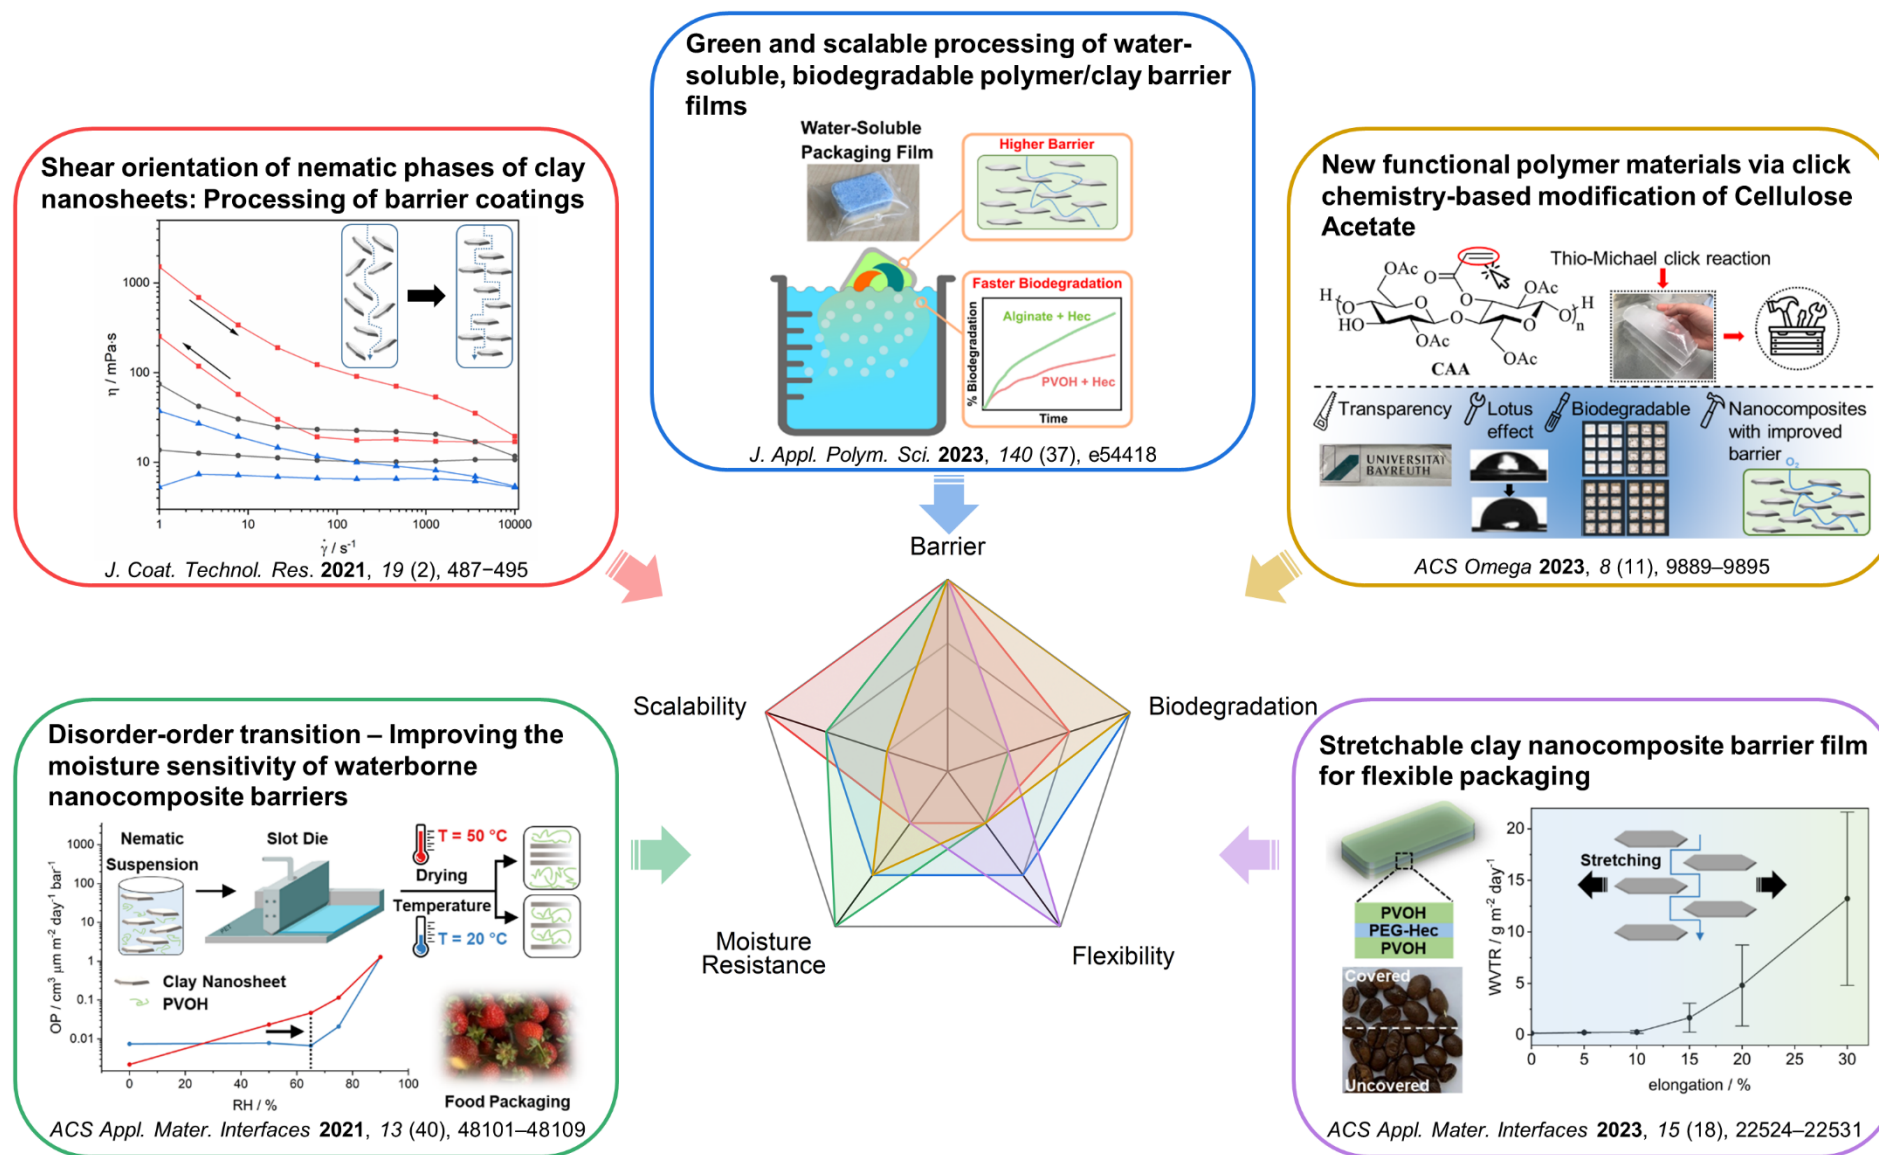 Green and scalable processing of water-
soluble, biodegradable polymer/clay barrier
films
Water-Soluble
Packaging Film
Higher Barrier
Faster Biodegradation
Alginate + Hec
PVOH + Hec
% Biodegradation
Time
J. Appl. Polym. Sci. 2023, 140 (37), e54418
Shear orientation of nematic phases of clay
nanosheets: Processing of barrier coatings
η / mPa·s
1000
100
10
1
10
100
1000
10000
γ̇ / s-1
J. Coat. Technol. Res. 2021, 19 (2), 487−495
New functional polymer materials via click
chemistry-based modification of Cellulose
Acetate
Thio-Michael click reaction
OAc
O
OAc
H
O
O
O
O
H
HO
O
O
n
OAc
OAc
CAA
Transparency
Lotus
effect
Biodegradable
Nanocomposites
with improved
barrier
UNIVERSITÄT
BAYREUTH
O2
ACS Omega 2023, 8 (11), 9889–9895
Barrier
Scalability
Biodegradation
Moisture
Resistance
Flexibility
Disorder-order transition – Improving the
moisture sensitivity of waterborne
nanocomposite barriers
Nematic
Suspension
Slot Die
T = 50 °C
Drying
Temperature
T = 20 °C
PET
Clay Nanosheet
PVOH
OP / cm3 μm m-2 day-1 bar-1
1000
100
10
1
0.1
0.01
0
20
40
60
80
100
RH / %
Food Packaging
ACS Appl. Mater. Interfaces 2021, 13 (40), 48101–48109
Stretchable clay nanocomposite barrier film
for flexible packaging
PVOH
PEG-Hec
PVOH
Covered
Uncovered
Stretching
WVTR / g m-2 day-1
20
15
10
5
0
0
5
10
15
20
25
30
elongation / %
ACS Appl. Mater. Interfaces 2023, 15 (18), 22524–22531